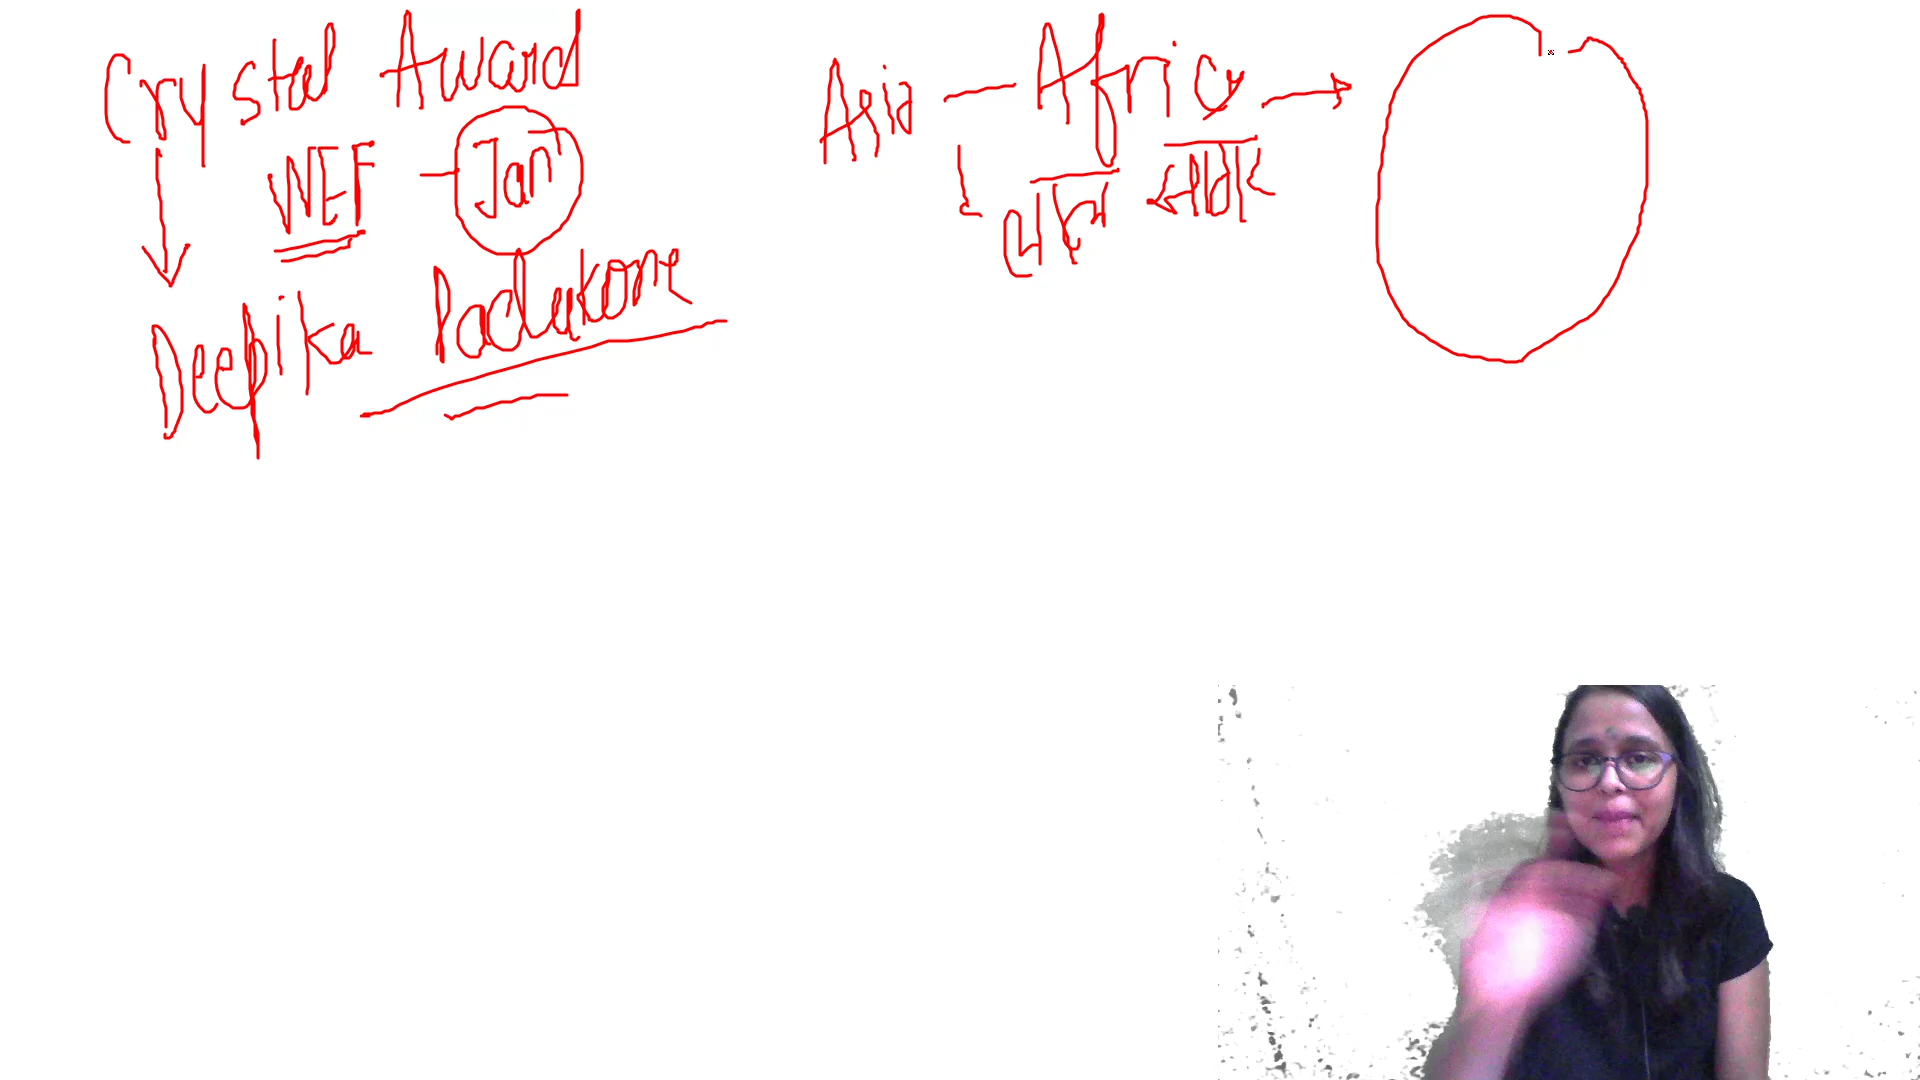 Crystal Award
WEF - Jan
Deepika Padukone
Asia - Africa